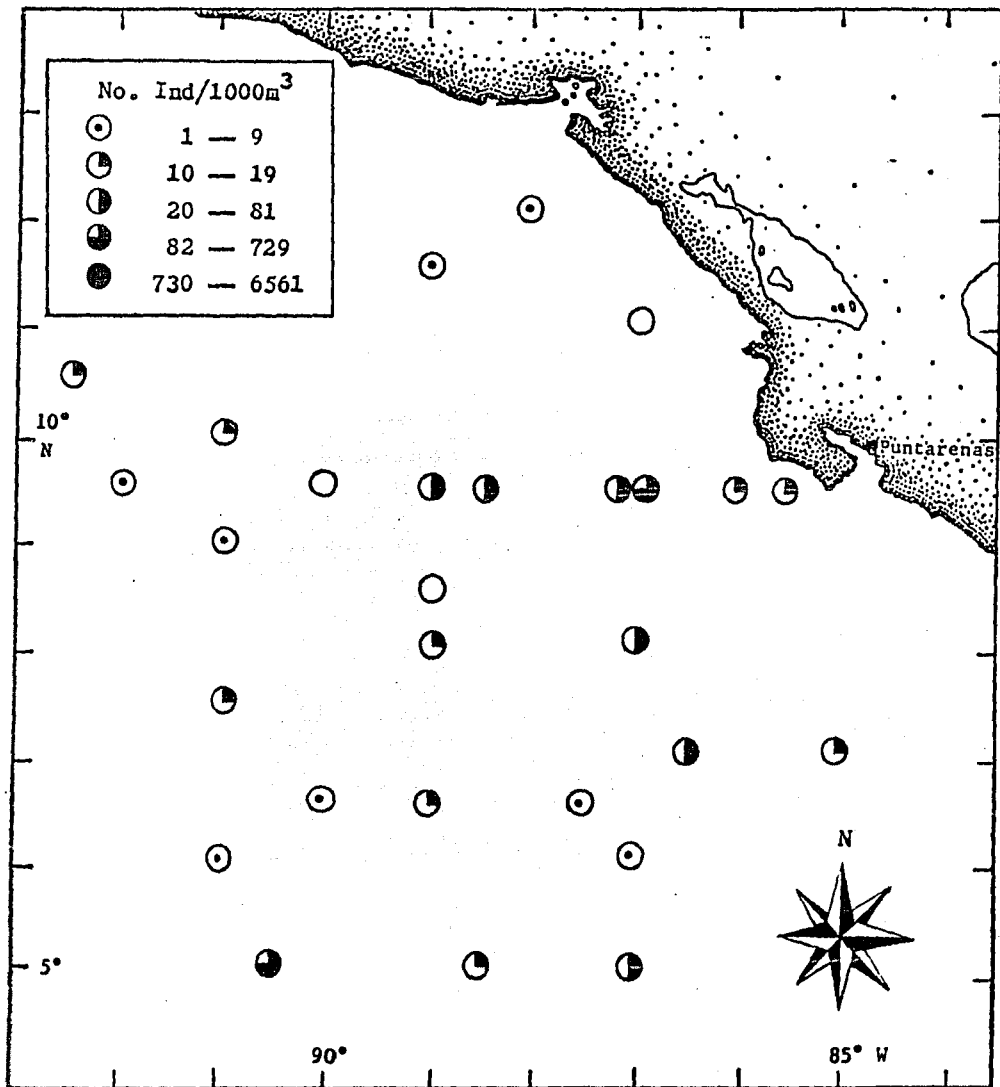 No. Ind/1000m³
1 — 9
10 — 19
20 — 81
82 — 729
730 — 6561
10°
N
Puntarenas
N
5°
90°
85° W